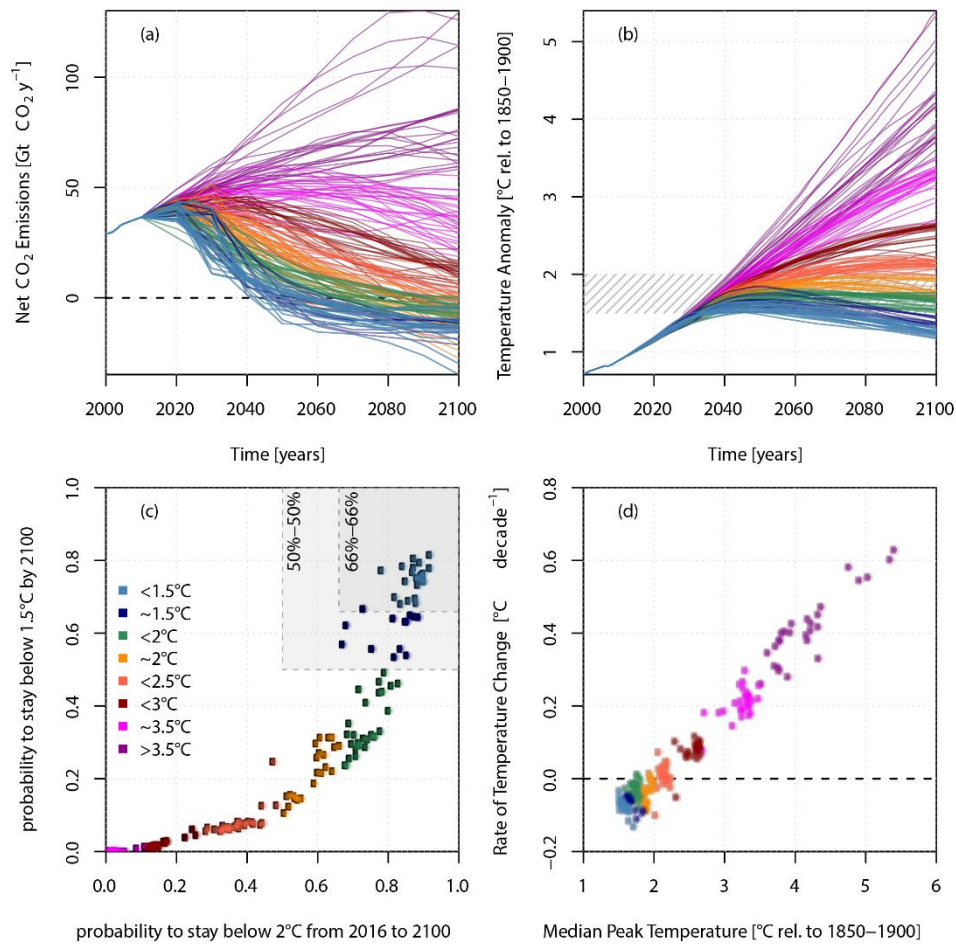 (a)
Net CO₂ Emissions [Gt CO₂ y⁻¹]
100
50
0
2000 2020 2040 2060 2080 2100
Time [years]
(b)
Temperature Anomaly [°C rel. to 1850−1900]
5
4
3
2
1
2000 2020 2040 2060 2080 2100
Time [years]
(c)
probability to stay below 1.5°C by 2100
1.0
0.8
0.6
0.4
0.2
0.0
50%−50%
66%−66%
<1.5°C
~1.5°C
<2°C
~2°C
<2.5°C
<3°C
~3.5°C
>3.5°C
0.0 0.2 0.4 0.6 0.8 1.0
probability to stay below 2°C from 2016 to 2100
(d)
Rate of Temperature Change [°C decade⁻¹]
0.8
0.6
0.4
0.2
0.0
−0.2
1 2 3 4 5 6
Median Peak Temperature [°C rel. to 1850−1900]